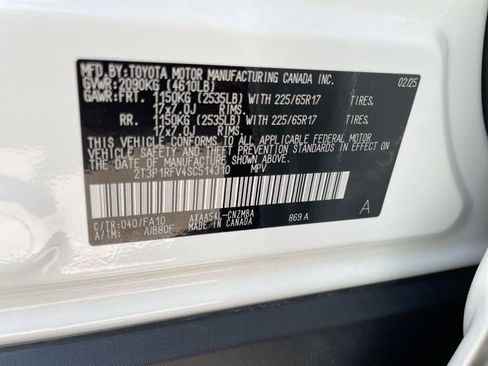 MFD.BY:TOYOTA MOTOR MANUFACTURING CANADA INC. 02/25
GVWR:2090KG (4610LB)
GAWR:FRT. 1150KG (2535LB) WITH 225/65R17 TIRES,
17x7.0J RIMS,
RR. 1150KG (2535LB) WITH 225/65R17 TIRES,
17x7.0J RIMS.
THIS VEHICLE CONFORMS TO ALL APPLICABLE FEDERAL MOTOR
VEHICLE SAFETY AND THEFT PREVENTION STANDARDS IN EFFECT ON
THE DATE OF MANUFACTURE SHOWN ABOVE.
2T3P1RFV4SC514310 MPV
C/TR:040/FA10 AXAA54L-CNZMBA 869A A
A/TM: /UB80F MADE IN CANADA